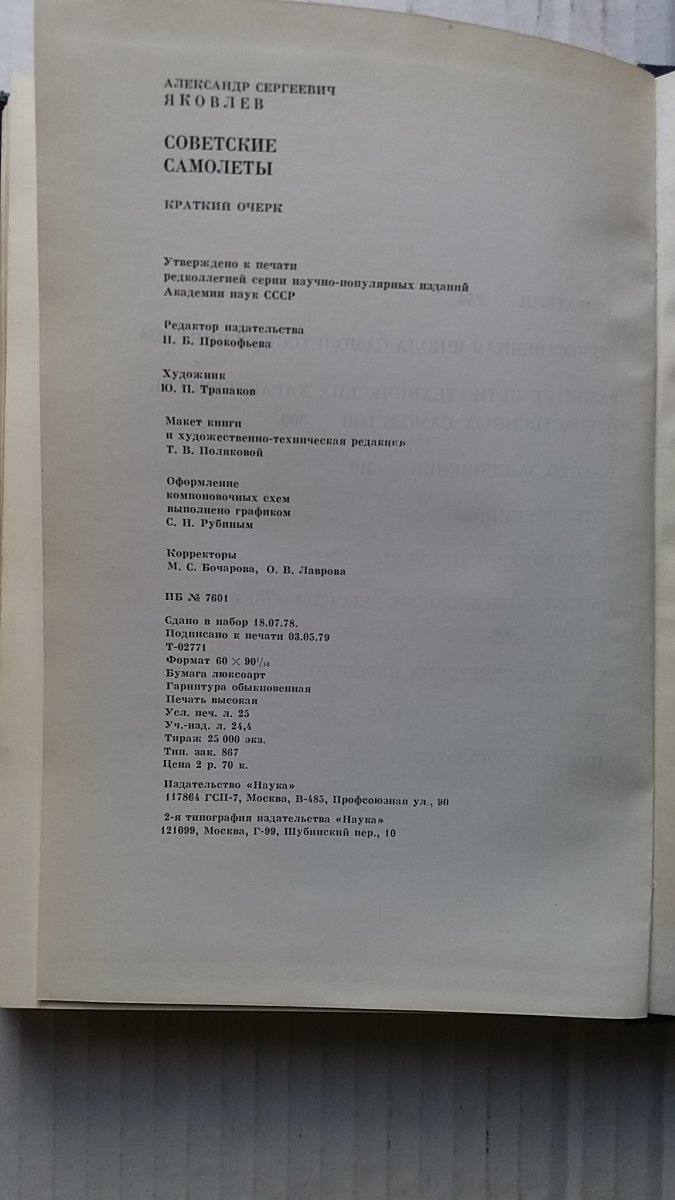 АЛЕКСАНДР СЕРГЕЕВИЧ
ЯКОВЛЕВ
СОВЕТСКИЕ
САМОЛЕТЫ
КРАТКИЙ ОЧЕРК
Утверждено к печати
редколлегией серии научно-популярных изданий
Академии наук СССР
Редактор издательства
Н. Б. Прокофьева
Художник
Ю. П. Трапаков
Макет книги
и художественно-техническая редакция
Т. В. Поляковой
Оформление
компоновочных схем
выполнено графиком
С. Н. Рубиным
Корректоры
М. С. Бочарова, О. В. Лаврова
ИБ № 7601
Сдано в набор 18.07.78.
Подписано к печати 03.05.79
Т-02771
Формат 60 × 90¹/₁₆
Бумага люксоарт
Гарнитура обыкновенная
Печать высокая
Усл. печ. л. 25
Уч.-изд. л. 24,4
Тираж 25 000 экз.
Тип. зак. 867
Цена 2 р. 70 к.
Издательство «Наука»
117864 ГСП-7, Москва, В-485, Профсоюзная ул., 90
2-я типография издательства «Наука»
121099, Москва, Г-99, Шубинский пер., 10